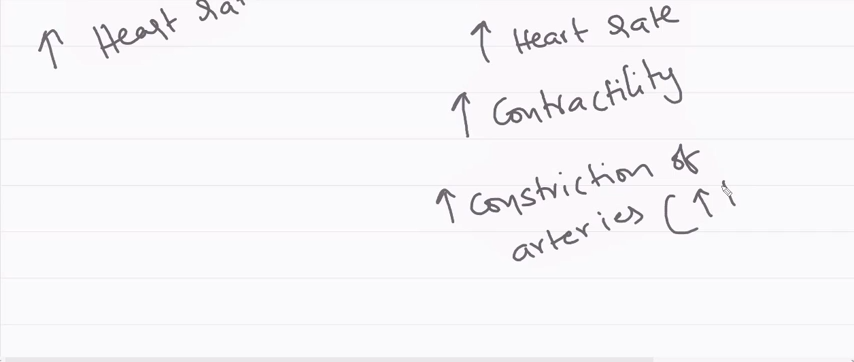 ↑ Heart
↑ Heart Rate
↑ Contractility
↑ Constriction of
arteries (↑